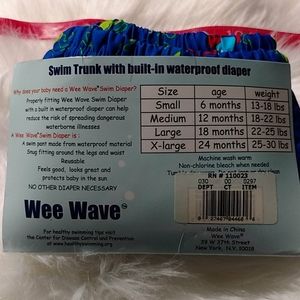 Swim Trunk with built-in waterproof diaper
Why does your baby need a Wee Wave Swim Diaper?
Properly fitting Wee Wave Swim Diaper
with a built-in diaper can help
reduce the risk of spreading dangerous
waterborne illnesses
A Wee Wave Swim Diaper is:
A swim pant made from waterproof material
Snug fitting around the legs and waist
Reusable
Feels good, looks great and
protects baby's in the sun
NO OTHER DIAPER NECESSARY
Size age weight
Small 6 months 13-18 lbs
Medium 12 months 18-22 lbs
Large 18 months 22-25 lbs
X-large 24 months 25-30 lbs
Machine wash warm
Non-chlorine bleach when needed
Wee Wave
RN # 110023
DEPT CT ITEM
For healthy swimming tips visit
the Center for Disease Control and Prevention
at www.healthyswimming.org
Made in China
Wee Wave
39 W 37th Street
New York, N.Y. 10018